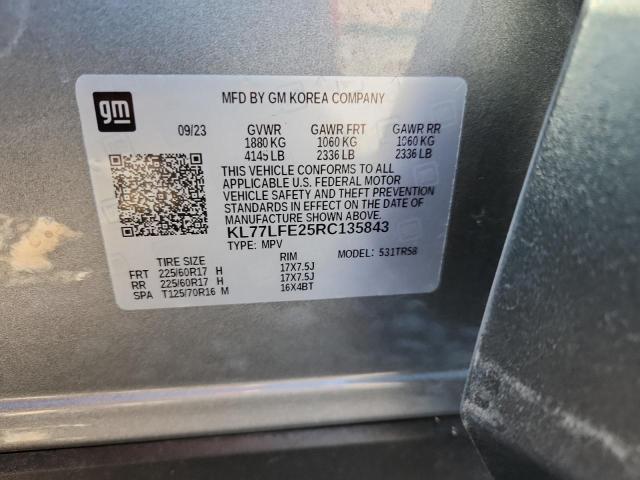 gm
MFD BY GM KOREA COMPANY
09/23 GVWR GAWR FRT GAWR RR
1880 KG 1060 KG 1060 KG
4145 LB 2336 LB 2336 LB
THIS VEHICLE CONFORMS TO ALL
APPLICABLE U.S. FEDERAL MOTOR
VEHICLE SAFETY AND THEFT PREVENTION
STANDARDS IN EFFECT ON THE DATE OF
MANUFACTURE SHOWN ABOVE.
KL77LFE25RC135843
TYPE: MPV MODEL: 531TR58
TIRE SIZE RIM
FRT 225/60R17 H 17X7.5J
RR 225/60R17 H 17X7.5J
SPA T125/70R16 M 16X4BT